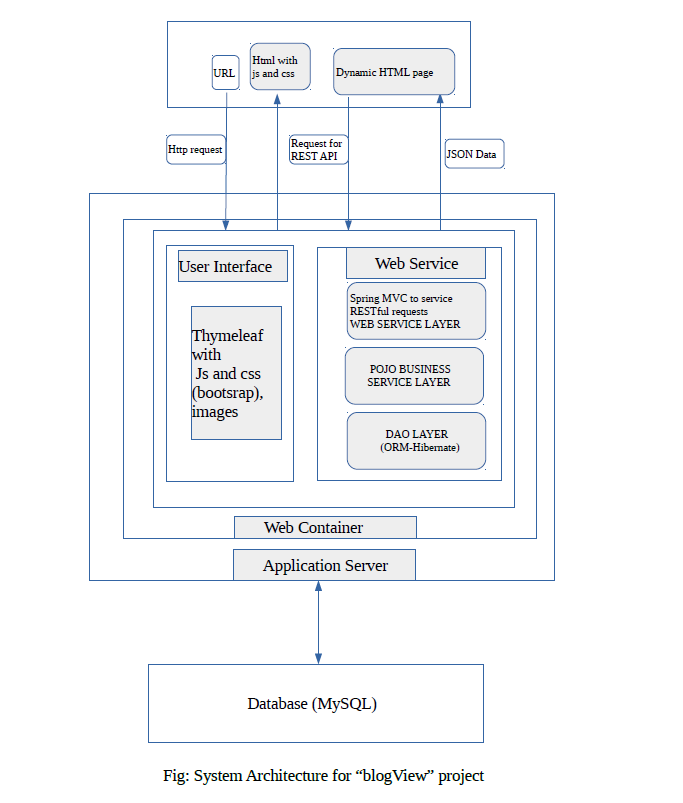 URL
Html with
js and css
Dynamic HTML page
Http request
Request for
REST API
JSON Data
User Interface
Thymeleaf
with
Js and css
(bootsrap),
images
Web Service
Spring MVC to service
RESTful requests
WEB SERVICE LAYER
POJO BUSINESS
SERVICE LAYER
DAO LAYER
(ORM-Hibernate)
Web Container
Application Server
Database (MySQL)
Fig: System Architecture for “blogView” project